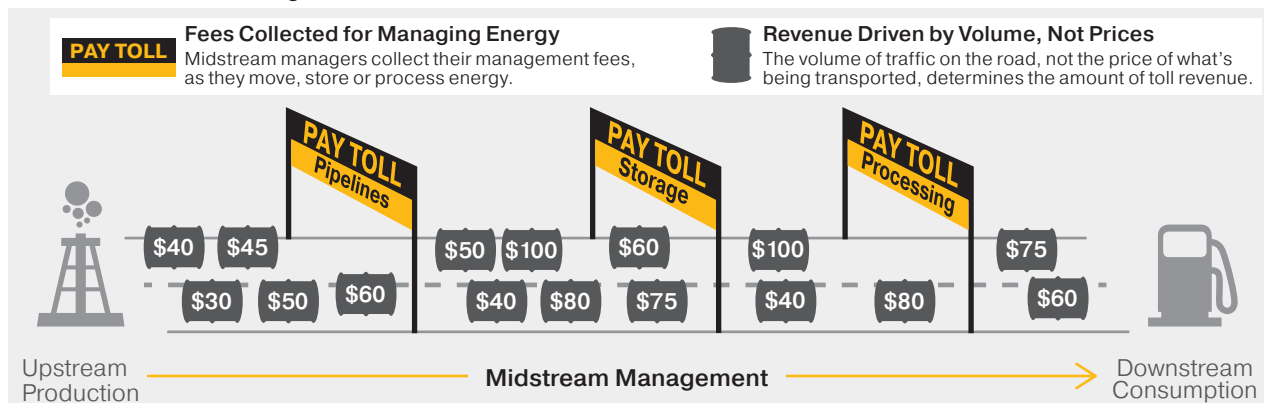 PAY TOLL
Fees Collected for Managing Energy
Midstream managers collect their management fees,
as they move, store or process energy.
Revenue Driven by Volume, Not Prices
The volume of traffic on the road, not the price of what's
being transported, determines the amount of toll revenue.
PAY TOLL
Pipelines
PAY TOLL
Storage
PAY TOLL
Processing
$40 $45 $50 $100 $60 $100 $75
$30 $50 $60 $40 $80 $75 $40 $80 $60
Upstream
Production
Midstream Management
Downstream
Consumption